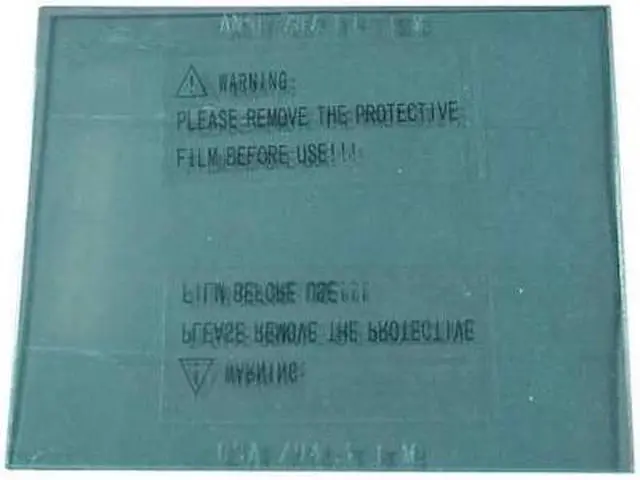 ⚠ WARNING:
PLEASE REMOVE THE PROTECTIVE
FILM BEFORE USE!!!
FILM BEFORE USE!!!
PLEASE REMOVE THE PROTECTIVE
⚠ WARNING: